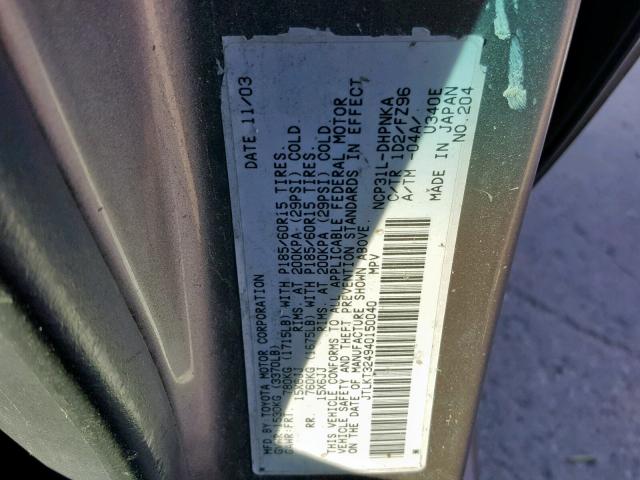 MFD BY TOYOTA MOTOR CORPORATION DATE 11/03
GVWR 1530KG (3370LB)
GAWR:FRT. 780KG (1715LB) WITH P185/60R15 TIRES.
15X6JJ RIMS. AT 200KPA (29PSI) COLD
RR. 760KG (1675LB) WITH P185/60R15 TIRES.
15X6JJ RIMS. AT 200KPA (29PSI) COLD.
THIS VEHICLE CONFORMS TO ALL APPLICABLE FEDERAL MOTOR
VEHICLE SAFETY AND THEFT PREVENTION STANDARDS IN EFFECT
ON THE DATE OF MANUFACTURE SHOWN ABOVE.
JTLKT324940150040 MPV
NCP31L-DHPNKA
C/TR 1D2/FZ96
A/TM -04A/ U340E
MADE IN JAPAN
NO.204